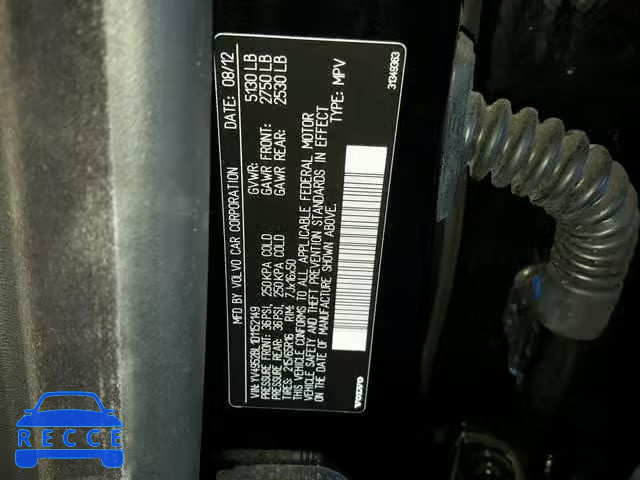 MFD BY VOLVO CAR CORPORATION DATE: 08/12
GVWR: 5130 LB
GAWR FRONT: 2750 LB
GAWR REAR: 2530 LB
VIN: YV4952BL1D1152149
PRESSURE FRONT: 36PSI, 250KPA COLD
PRESSURE REAR: 36PSI, 250KPA COLD
TIRES: 215/65R16 RIM: 7Jx16x50
THIS VEHICLE CONFORMS TO ALL APPLICABLE FEDERAL MOTOR
VEHICLE SAFETY AND THEFT PREVENTION STANDARDS IN EFFECT
ON THE DATE OF MANUFACTURE SHOWN ABOVE.
TYPE: MPV
VOLVO
31349363
RECCE